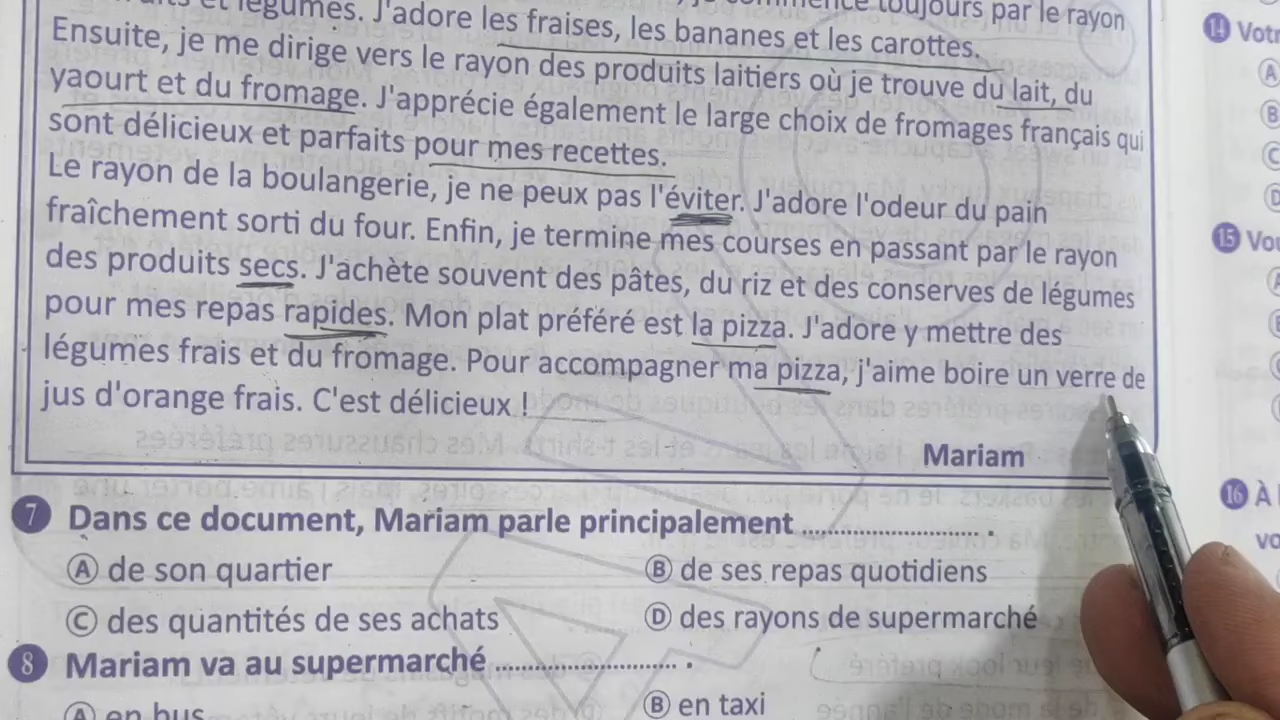 et légumes. J'adore les fraises, les bananes et les carottes.
toujours par le rayon
Ensuite, je me dirige vers le rayon des produits laitiers où je trouve du lait, du
yaourt et du fromage. J'apprécie également le large choix de fromages français qui
sont délicieux et parfaits pour mes recettes.
Le rayon de la boulangerie, je ne peux pas l'éviter. J'adore l'odeur du pain
fraîchement sorti du four. Enfin, je termine mes courses en passant par le rayon
des produits secs. J'achète souvent des pâtes, du riz et des conserves de légumes
pour mes repas rapides. Mon plat préféré est la pizza. J'adore y mettre des
légumes frais et du fromage. Pour accompagner ma pizza, j'aime boire un verre de
jus d'orange frais. C'est délicieux !
Mariam
7 Dans ce document, Mariam parle principalement .................... .
A de son quartier
B de ses repas quotidiens
C des quantités de ses achats
D des rayons de supermarché
8 Mariam va au supermarché .................... .
A en bus
B en taxi
14
A
B
C
D
15
16 À